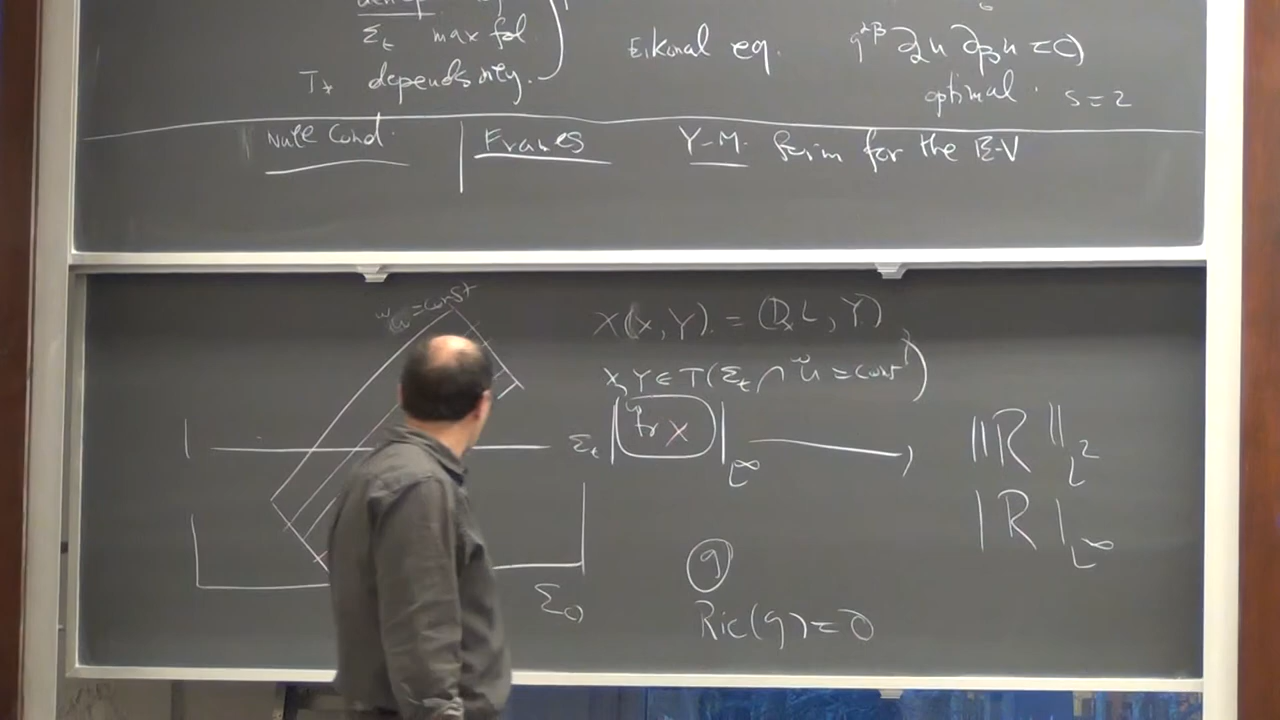 Σ_t max fol.
T_* depends only.
Eikonal eq. g^{αβ} ∂_α u ∂_β u = 0
optimal. s = 2
Null Cond. | Frames Y-M. form for the E-V
ω_u = const
χ(X, Y) = (D_X L, Y)
X, Y ∈ T(Σ_t ∩ ^ω u = const)
Σ_t
|tr χ|_{L^∞} → ‖R‖_{L^2}
|R|_{L^∞}
g
Σ_0
Ric(g) = 0